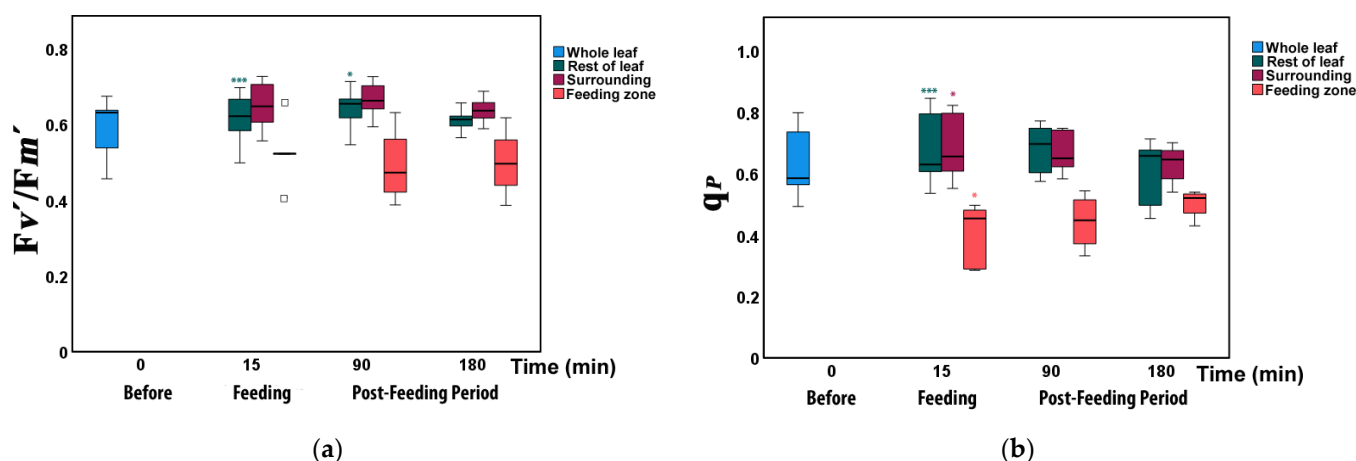 0.8
0.6
0.4
0.2
0
Fv´/Fm´
***
*
Whole leaf
Rest of leaf
Surrounding
Feeding zone
0 15 90 180 Time (min)
Before Feeding Post-Feeding Period
(a)
1.0
0.8
0.6
0.4
0.2
0
qP
*** *
*
Whole leaf
Rest of leaf
Surrounding
Feeding zone
0 15 90 180 Time (min)
Before Feeding Post-Feeding Period
(b)